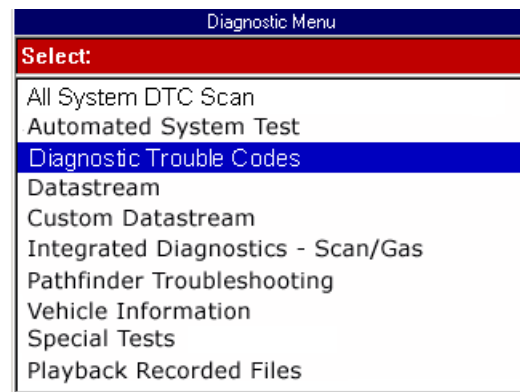 Diagnostic Menu
Select:
All System DTC Scan
Automated System Test
Diagnostic Trouble Codes
Datastream
Custom Datastream
Integrated Diagnostics - Scan/Gas
Pathfinder Troubleshooting
Vehicle Information
Special Tests
Playback Recorded Files